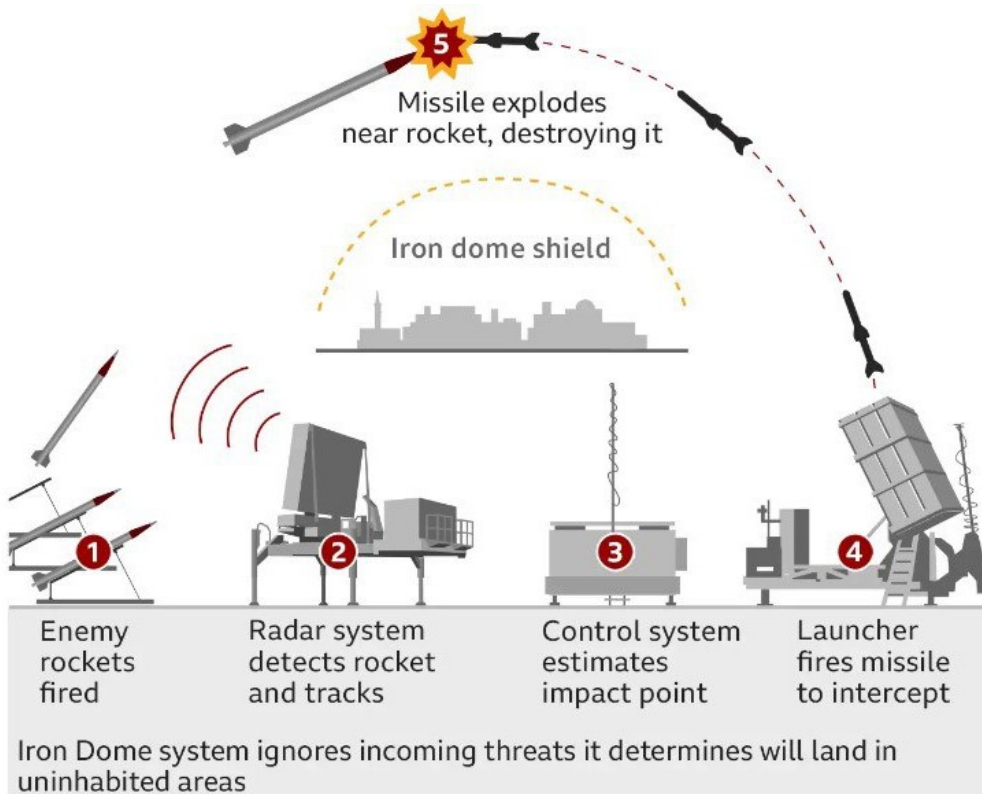 5
Missile explodes
near rocket, destroying it
Iron dome shield
1
2
3
4
Enemy
rockets
fired
Radar system
detects rocket
and tracks
Control system
estimates
impact point
Launcher
fires missile
to intercept
Iron Dome system ignores incoming threats it determines will land in
uninhabited areas